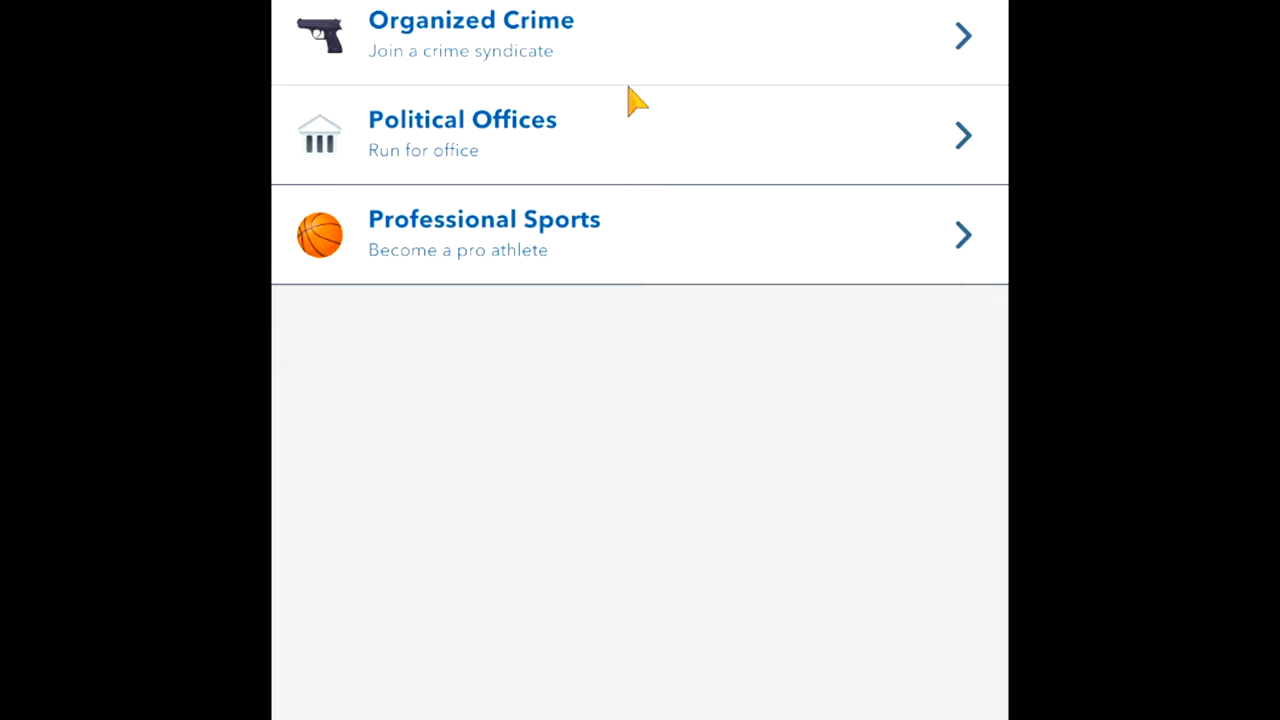 Organized Crime
Join a crime syndicate
Political Offices
Run for office
Professional Sports
Become a pro athlete